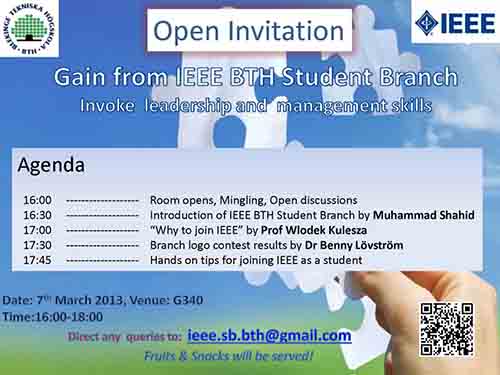 BLEKINGE TEKNISKA HÖGSKOLA
BTH
Open Invitation
IEEE
Gain from IEEE BTH Student Branch
Invoke leadership and management skills
Agenda
16:00 ------------------- Room opens, Mingling, Open discussions
16:30 ------------------- Introduction of IEEE BTH Student Branch by Muhammad Shahid
17:00 ------------------- “Why to join IEEE” by Prof Wlodek Kulesza
17:30 ------------------- Branch logo contest results by Dr Benny Lövström
17:45 ------------------- Hands on tips for joining IEEE as a student
Date: 7th March 2013, Venue: G340
Time:16:00-18:00
Direct any queries to: ieee.sb.bth@gmail.com
Fruits & Snacks will be served!